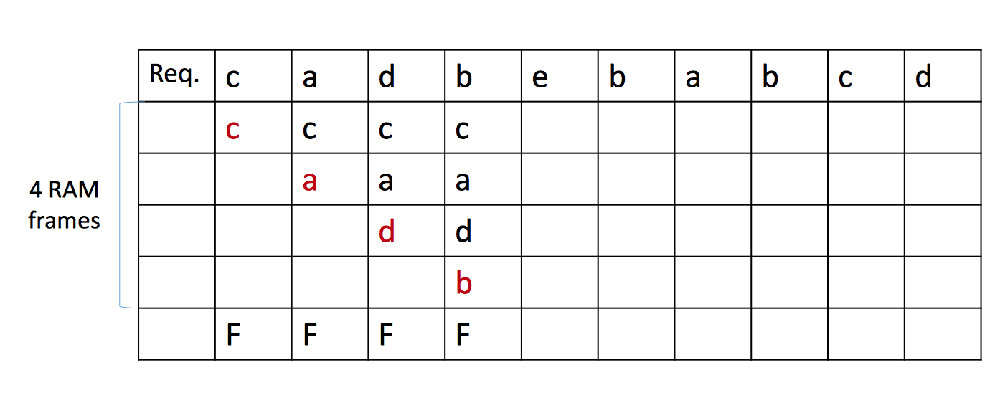 Req. c a d b e b a b c d
c c c c
4 RAM
frames
a a a
d d
b
F F F F